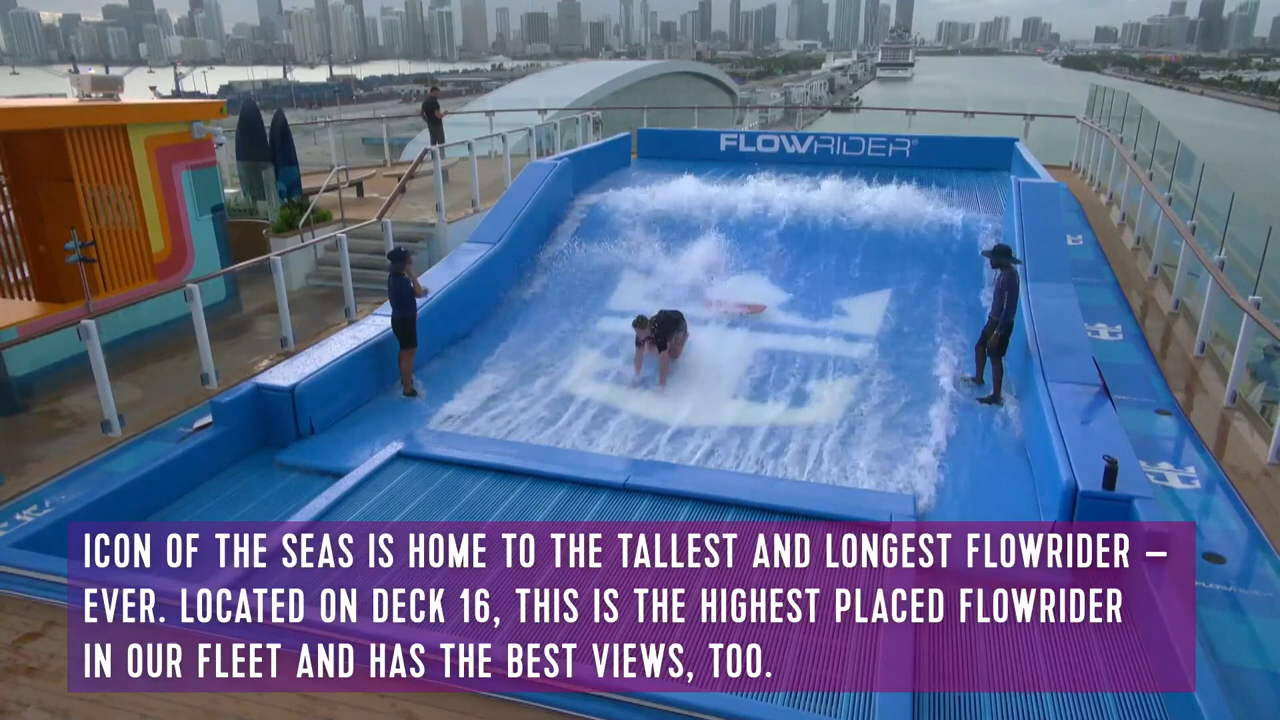 FLOWRIDER®
ICON OF THE SEAS IS HOME TO THE TALLEST AND LONGEST FLOWRIDER –
EVER. LOCATED ON DECK 16, THIS IS THE HIGHEST PLACED FLOWRIDER
IN OUR FLEET AND HAS THE BEST VIEWS, TOO.